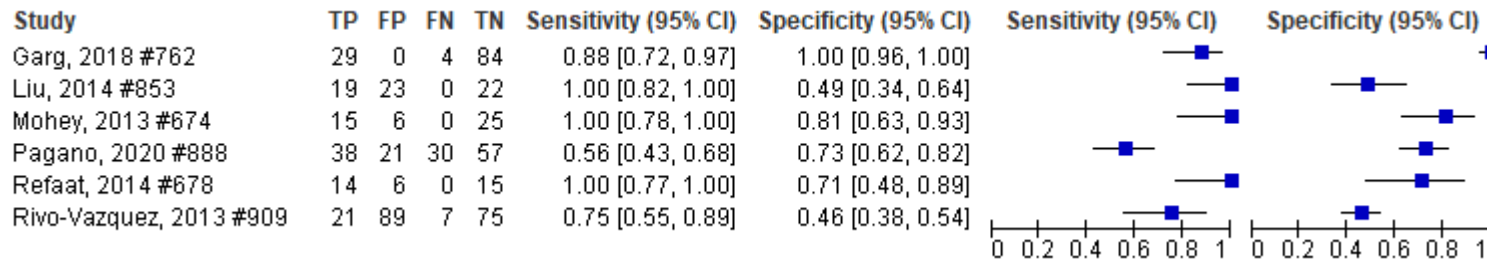 Study TP FP FN TN Sensitivity (95% CI) Specificity (95% CI) Sensitivity (95% CI) Specificity (95% CI)
Garg, 2018 #762 29 0 4 84 0.88 [0.72, 0.97] 1.00 [0.96, 1.00]
Liu, 2014 #853 19 23 0 22 1.00 [0.82, 1.00] 0.49 [0.34, 0.64]
Mohey, 2013 #674 15 6 0 25 1.00 [0.78, 1.00] 0.81 [0.63, 0.93]
Pagano, 2020 #888 38 21 30 57 0.56 [0.43, 0.68] 0.73 [0.62, 0.82]
Refaat, 2014 #678 14 6 0 15 1.00 [0.77, 1.00] 0.71 [0.48, 0.89]
Rivo-Vazquez, 2013 #909 21 89 7 75 0.75 [0.55, 0.89] 0.46 [0.38, 0.54]
0 0.2 0.4 0.6 0.8 1 0 0.2 0.4 0.6 0.8 1